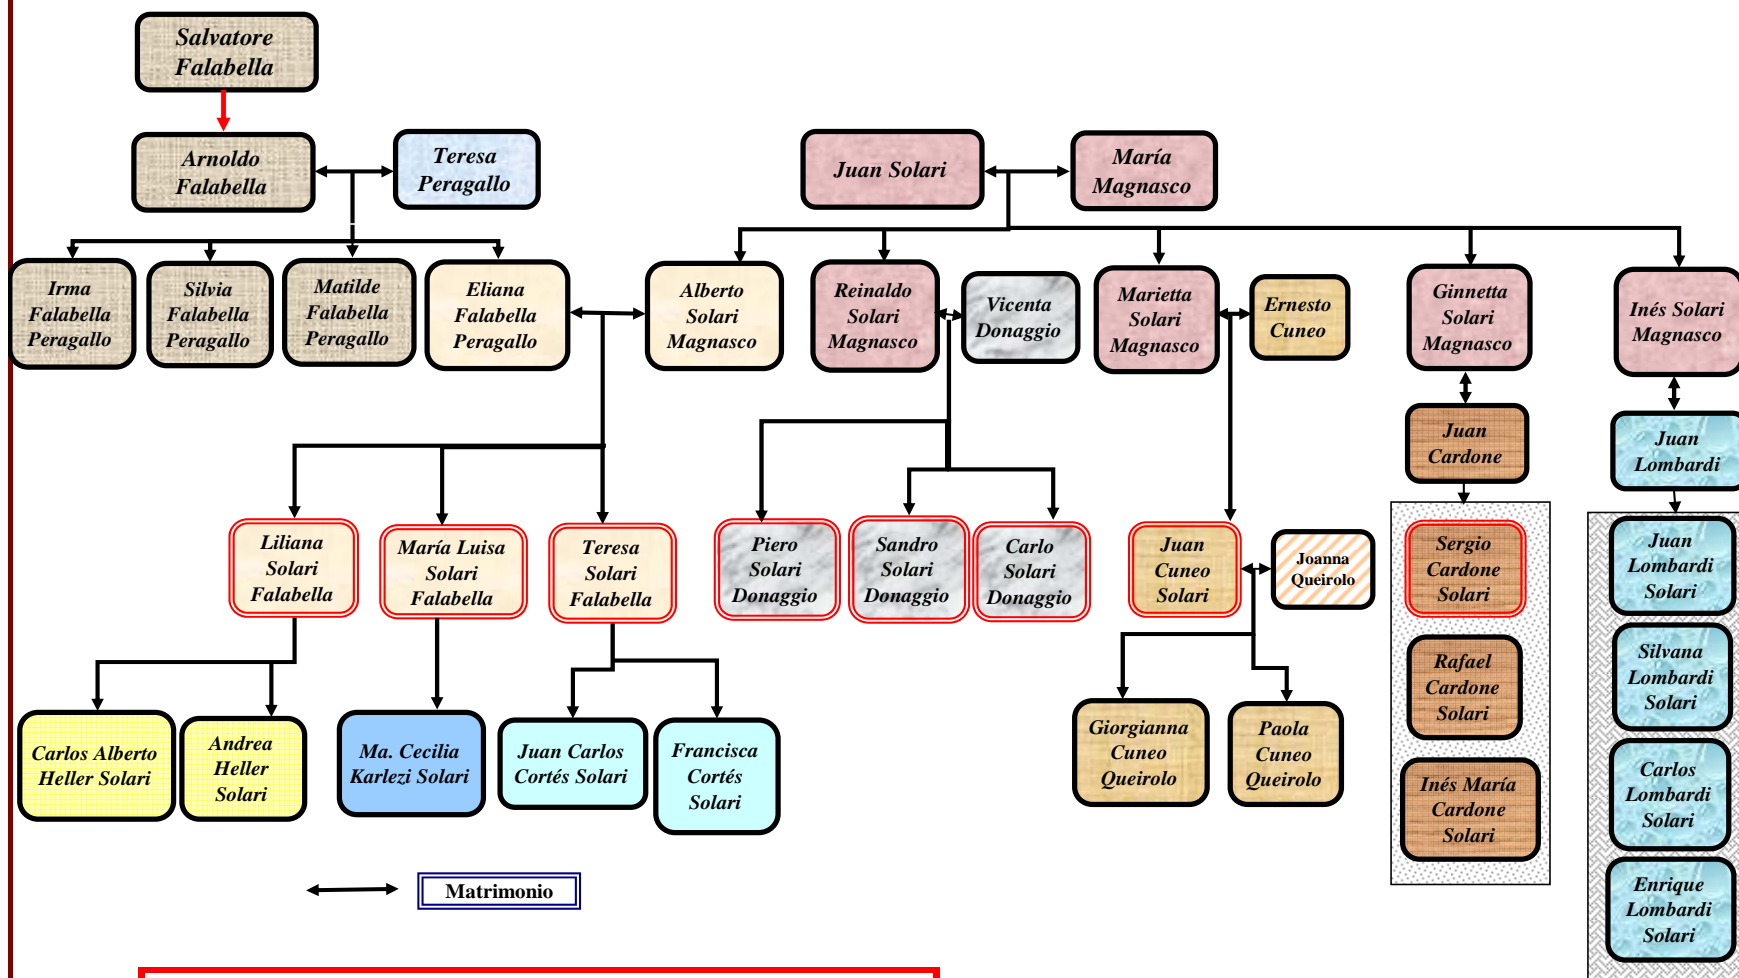 Salvatore
Falabella
Arnoldo
Falabella
Teresa
Peragallo
Juan Solari
María
Magnasco
Irma
Falabella
Peragallo
Silvia
Falabella
Peragallo
Matilde
Falabella
Peragallo
Eliana
Falabella
Peragallo
Alberto
Solari
Magnasco
Reinaldo
Solari
Magnasco
Vicenta
Donaggio
Marietta
Solari
Magnasco
Ernesto
Cuneo
Ginnetta
Solari
Magnasco
Inés Solari
Magnasco
Juan
Cardone
Juan
Lombardi
Liliana
Solari
Falabella
María Luisa
Solari
Falabella
Teresa
Solari
Falabella
Piero
Solari
Donaggio
Sandro
Solari
Donaggio
Carlo
Solari
Donaggio
Juan
Cuneo
Solari
Joanna
Queirolo
Sergio
Cardone
Solari
Juan
Lombardi
Solari
Rafael
Cardone
Solari
Silvana
Lombardi
Solari
Carlos Alberto
Heller Solari
Andrea
Heller
Solari
Ma. Cecilia
Karlezi Solari
Juan Carlos
Cortés Solari
Francisca
Cortés
Solari
Giorgianna
Cuneo
Queirolo
Paola
Cuneo
Queirolo
Inés María
Cardone
Solari
Carlos
Lombardi
Solari
Enrique
Lombardi
Solari
Matrimonio